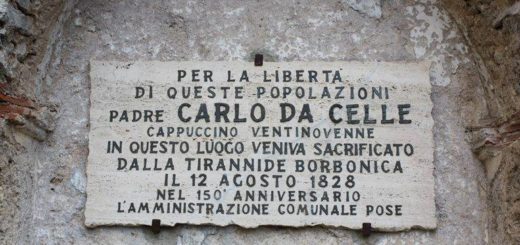 PER LA LIBERTÀ
DI QUESTE POPOLAZIONI
PADRE CARLO DA CELLE
CAPPUCCINO VENTINOVENNE
IN QUESTO LUOGO VENIVA SACRIFICATO
DALLA TIRANNIDE BORBONICA
IL 12 AGOSTO 1828
NEL 150° ANNIVERSARIO
L'AMMINISTRAZIONE COMUNALE POSE